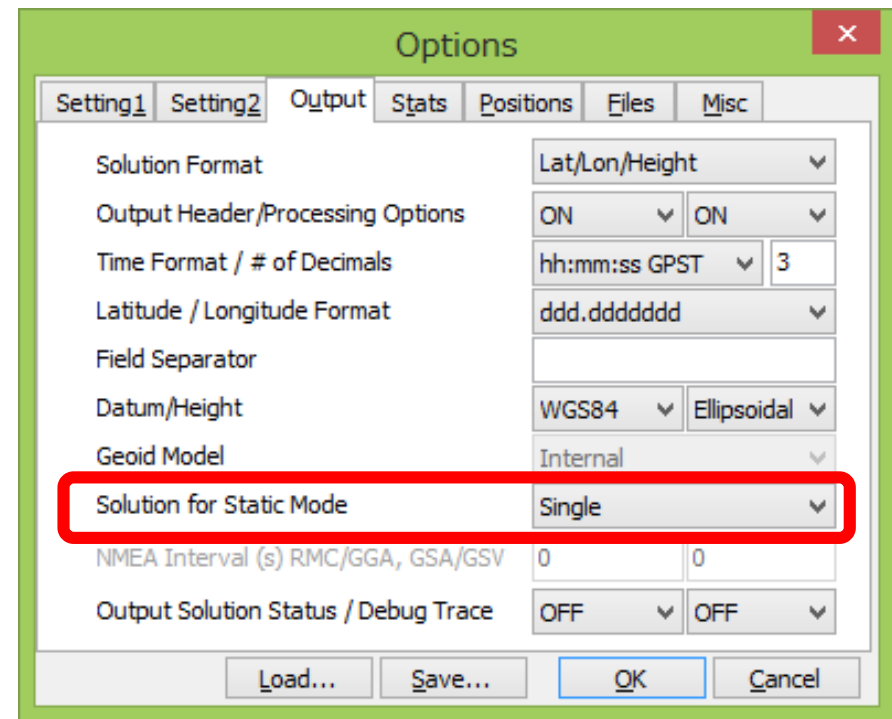 Options
Setting1 Setting2 Output Stats Positions Files Misc
Solution Format Lat/Lon/Height
Output Header/Processing Options ON ON
Time Format / # of Decimals hh:mm:ss GPST 3
Latitude / Longitude Format ddd.ddddddd
Field Separator
Datum/Height WGS84 Ellipsoidal
Geoid Model Internal
Solution for Static Mode Single
NMEA Interval (s) RMC/GGA, GSA/GSV 0 0
Output Solution Status / Debug Trace OFF OFF
Load... Save... OK Cancel